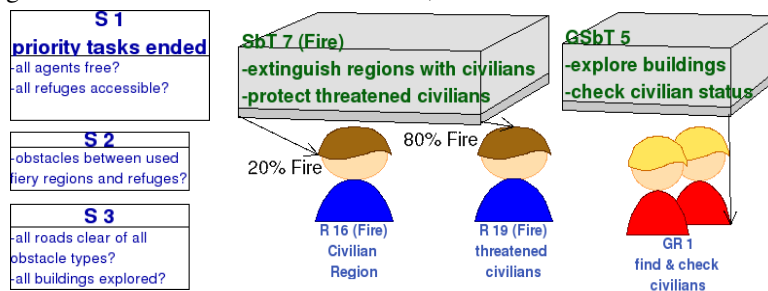 S 1
priority tasks ended
-all agents free?
-all refuges accessible?
S 2
-obstacles between used
fiery regions and refuges?
S 3
-all roads clear of all
obstacle types?
-all buildings explored?
SbT 7 (Fire)
-extinguish regions with civilians
-protect threatened civilians
20% Fire
80% Fire
R 16 (Fire)
Civilian
Region
R 19 (Fire)
threatened
civilians
GSbT 5
-explore buildings
-check civilian status
GR 1
find & check
civilians